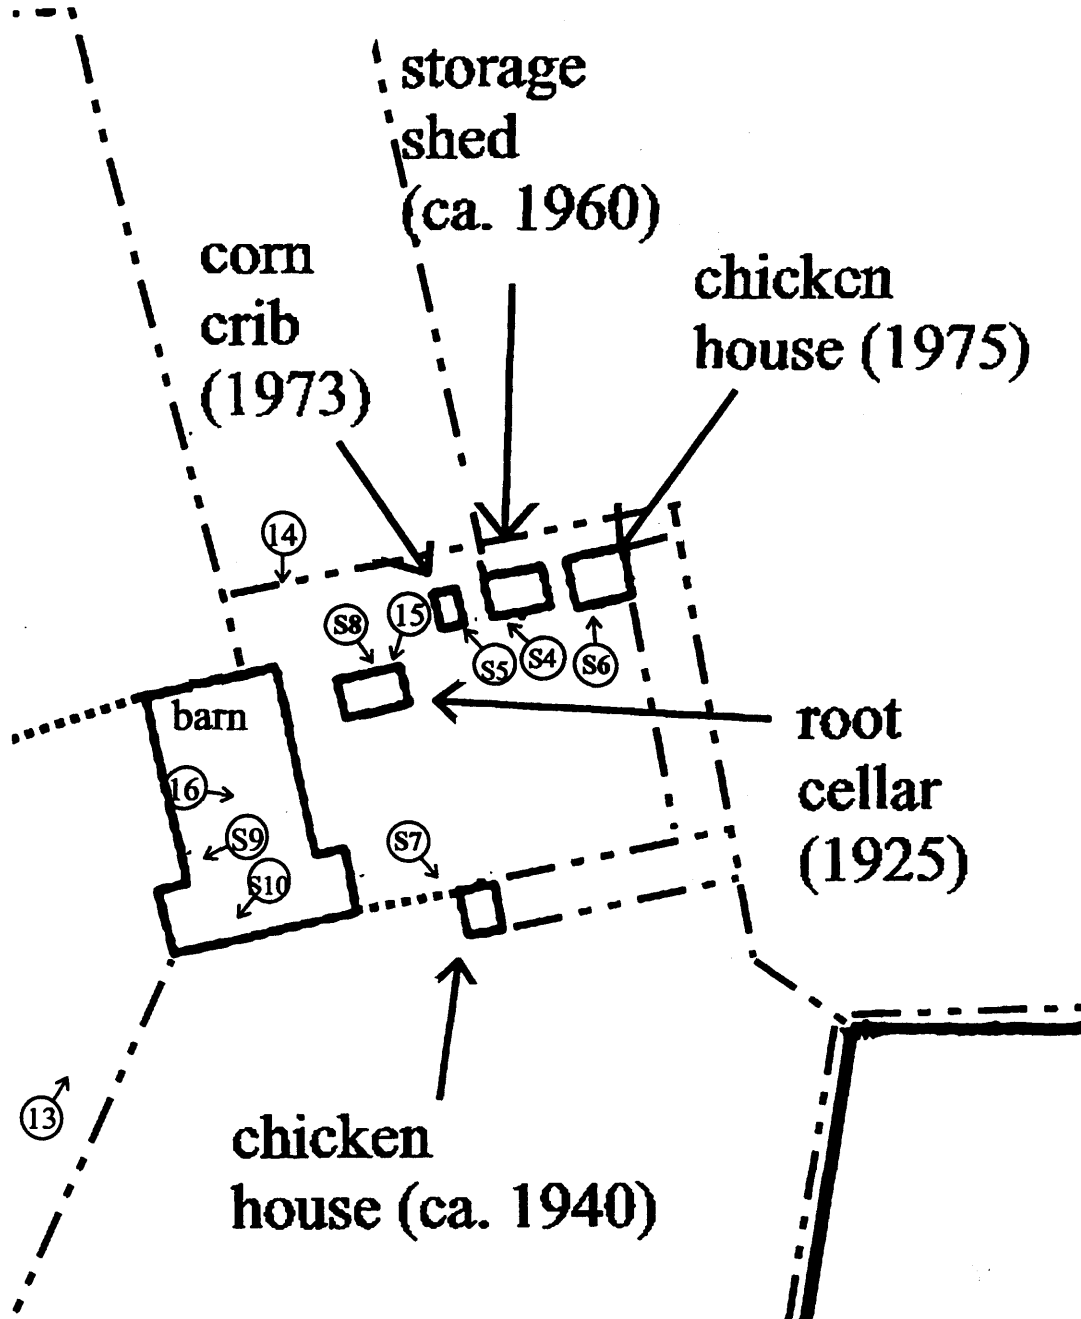 storage
shed
(ca. 1960)
corn
crib
(1973)
chicken
house (1975)
14
S8
15
S5
S4
S6
barn
root
cellar
(1925)
16
S9
S7
S10
13
chicken
house (ca. 1940)